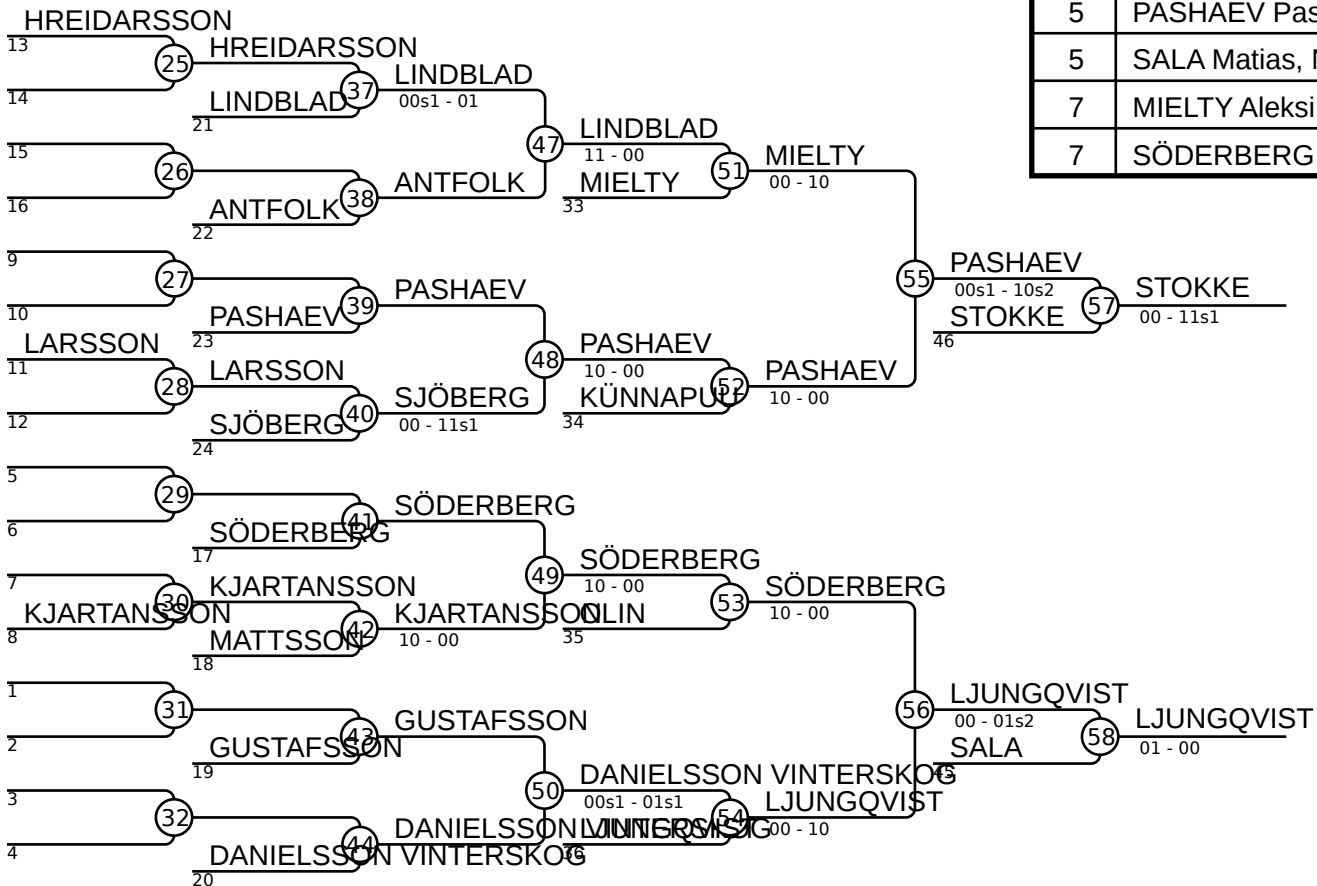 HREIDARSSON
13
25
14
HREIDARSSON
LINDBLAD
21
37
LINDBLAD
00s1 - 01
15
26
16
ANTFOLK
22
38
ANTFOLK
47
LINDBLAD
11 - 00
MIELTY
33
51
MIELTY
00 - 10
9
27
10
PASHAEV
23
39
PASHAEV
LARSSON
11
28
12
LARSSON
SJÖBERG
24
40
SJÖBERG
00 - 11s1
48
PASHAEV
10 - 00
KÜNNAPUU
34
52
PASHAEV
10 - 00
55
PASHAEV
00s1 - 10s2
STOKKE
46
57
STOKKE
00 - 11s1
5
29
6
SÖDERBERG
17
41
SÖDERBERG
7
30
KJARTANSSON
8
KJARTANSSON
MATTSSON
18
42
KJARTANSSON
10 - 00
49
SÖDERBERG
10 - 00
OLIN
35
53
SÖDERBERG
10 - 00
1
31
2
GUSTAFSSON
19
43
GUSTAFSSON
3
32
4
DANIELSSON VINTERSKOG
20
44
DANIELSSON VINTERSKOG
50
DANIELSSON VINTERSKOG
00s1 - 01s1
LJUNGQVIST
36
54
LJUNGQVIST
00 - 10
56
LJUNGQVIST
00 - 01s2
SALA
45
58
LJUNGQVIST
01 - 00
5 PASHAEV Pas
5 SALA Matias,
7 MIELTY Aleksi
7 SÖDERBERG